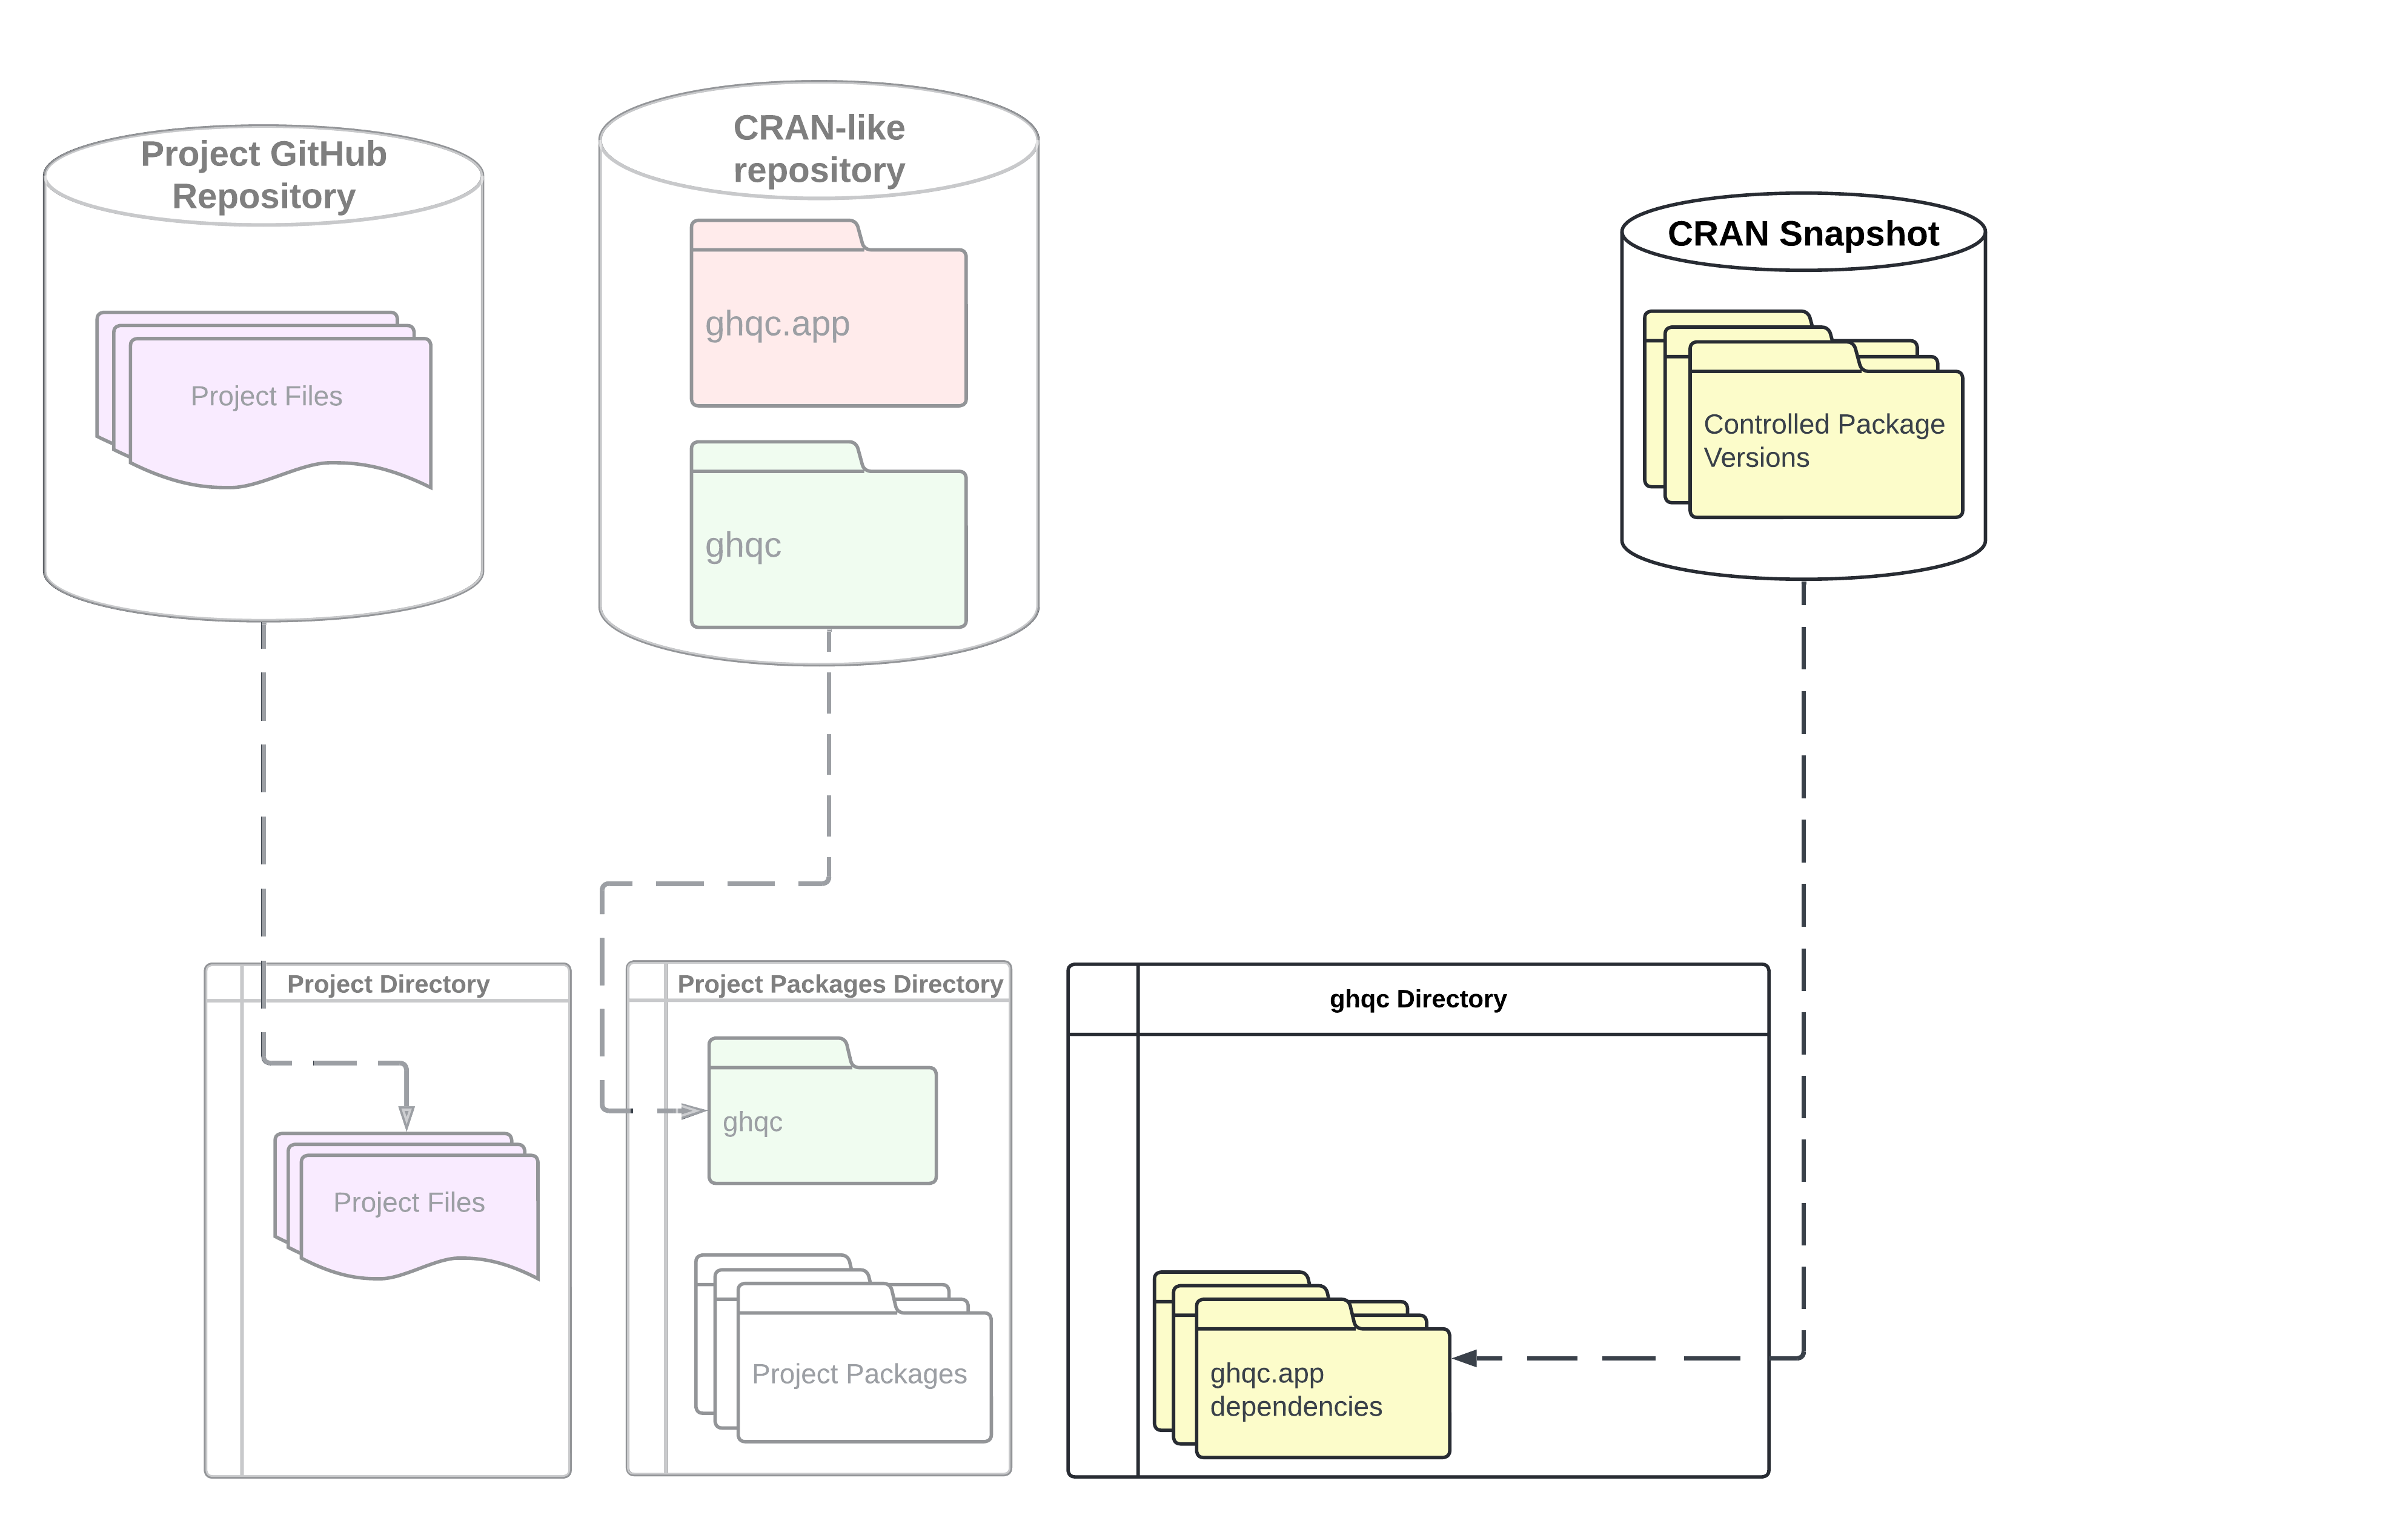 Project GitHub
Repository
Project Files
CRAN-like
repository
ghqc.app
ghqc
CRAN Snapshot
Controlled Package
Versions
Project Directory
Project Files
Project Packages Directory
ghqc
Project Packages
ghqc Directory
ghqc.app
dependencies